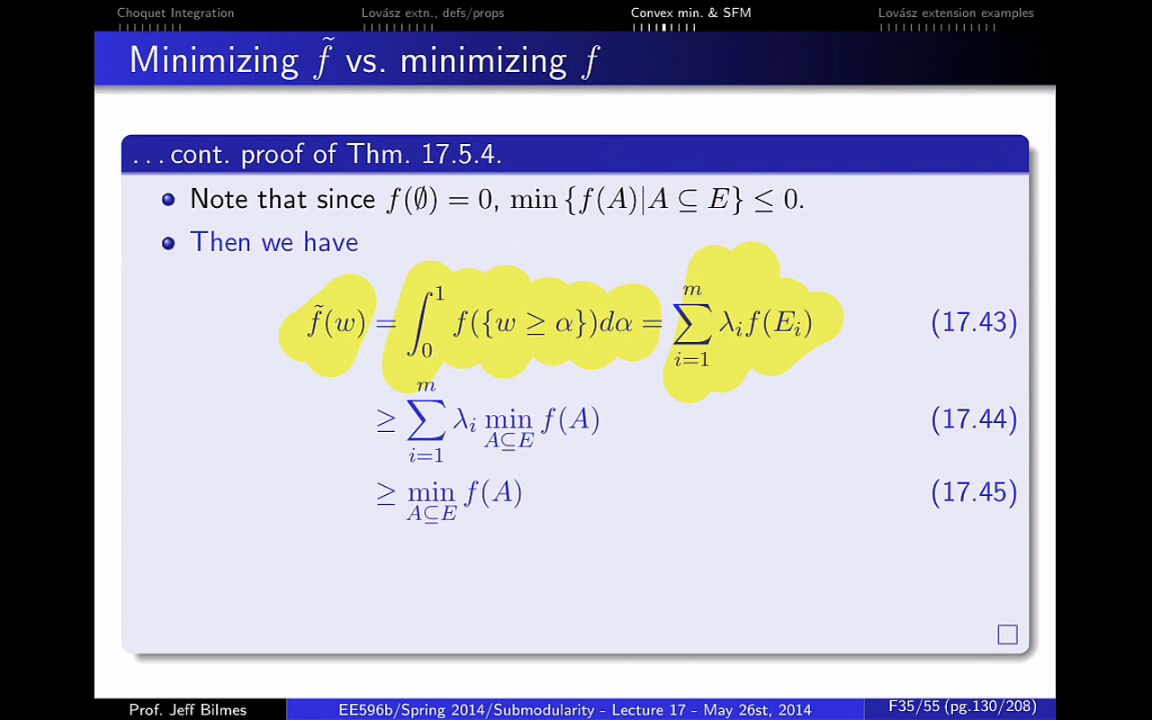 Choquet Integration Lovász extn., defs/props Convex min. & SFM Lovász extension examples
Minimizing f̃ vs. minimizing f
. . . cont. proof of Thm. 17.5.4.
Note that since f(∅) = 0, min {f(A)|A ⊆ E} ≤ 0.
Then we have
f̃(w) = ∫₀¹ f({w ≥ α})dα = ∑_{i=1}^{m} λᵢf(Eᵢ) (17.43)
≥ ∑_{i=1}^{m} λᵢ min_{A⊆E} f(A) (17.44)
≥ min_{A⊆E} f(A) (17.45)
Prof. Jeff Bilmes EE596b/Spring 2014/Submodularity - Lecture 17 - May 26st, 2014 F35/55 (pg.130/208)